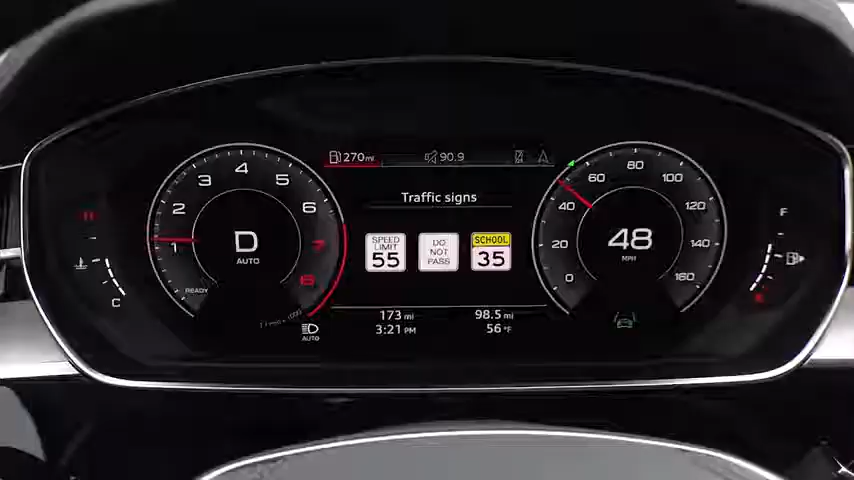 270 mi
90.9
Traffic signs
SPEED
LIMIT
55
DO
NOT
PASS
SCHOOL
35
173 mi
98.5 mi
3:21 PM
56 °F
1
2
3
4
5
6
7
8
D
AUTO
READY
AUTO
H
C
0
20
40
60
80
100
120
140
160
48
MPH
F